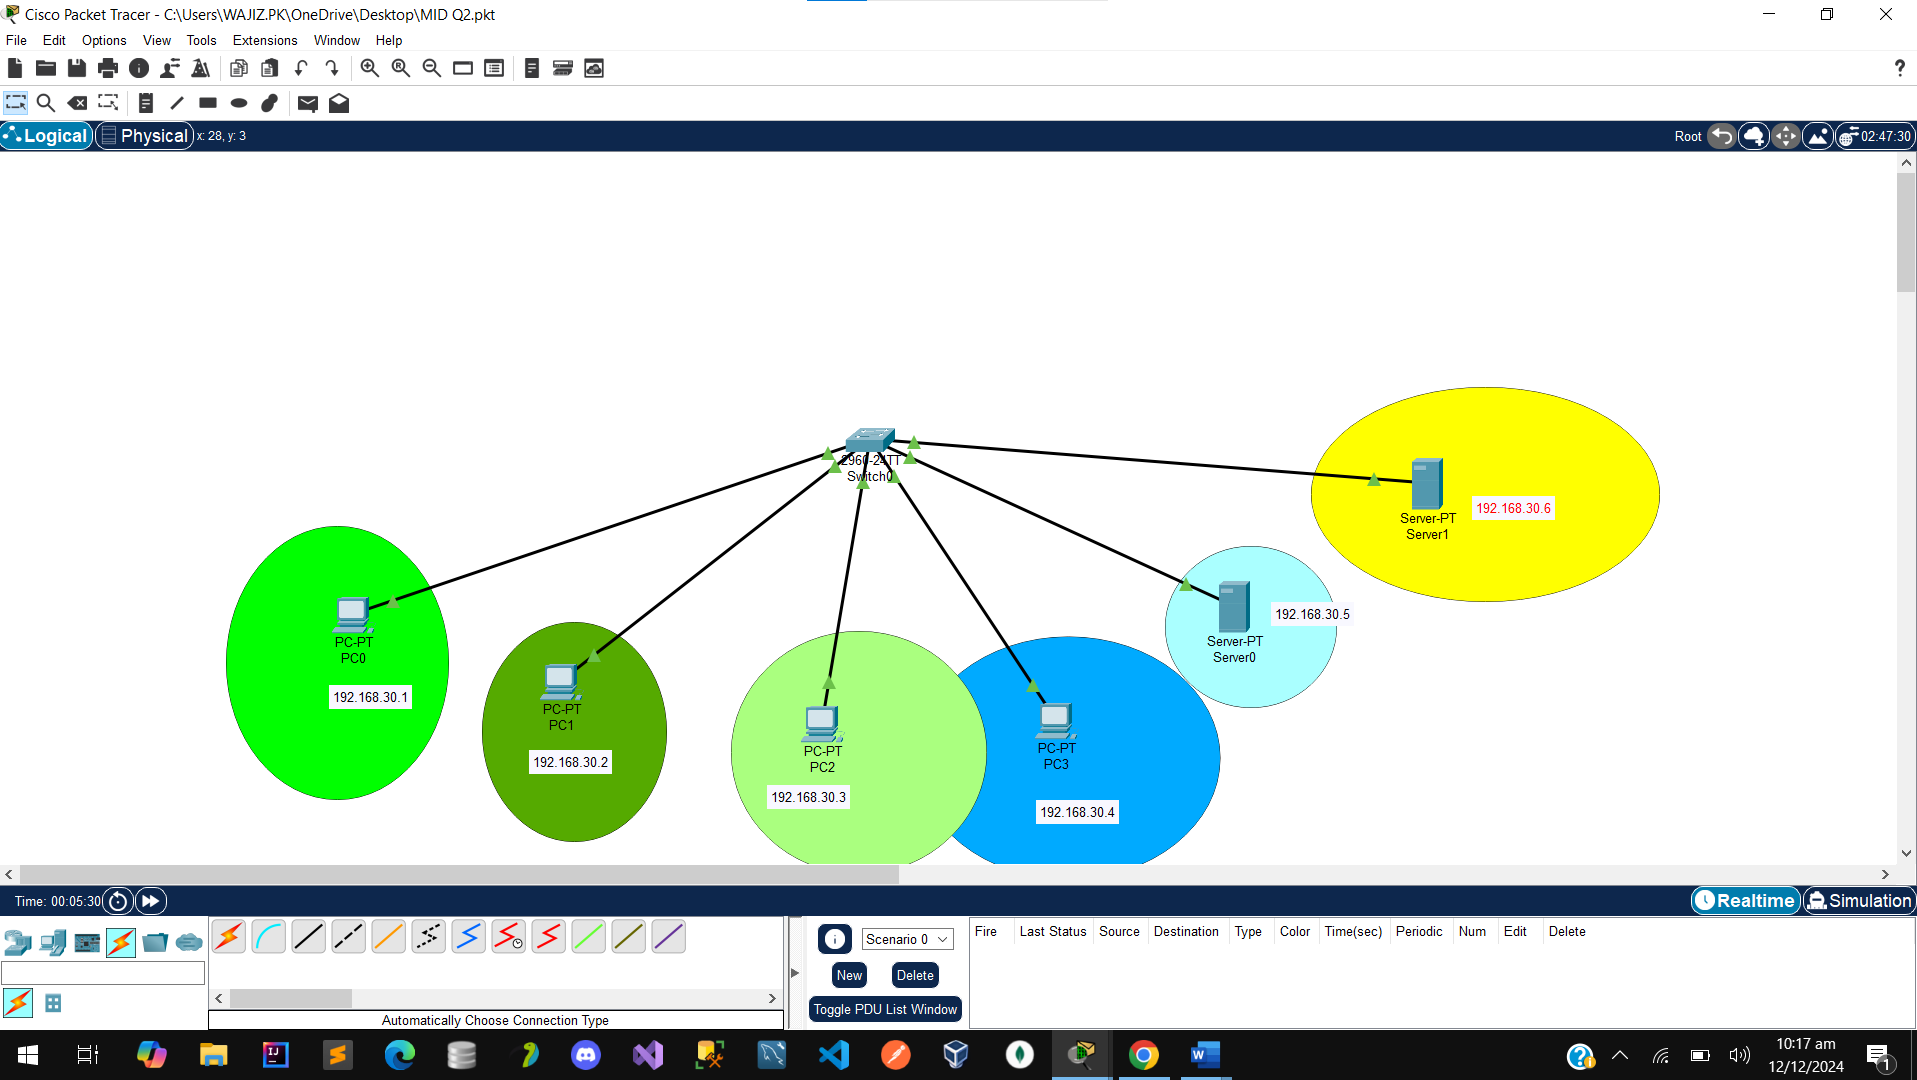 Cisco Packet Tracer - C:\Users\WAJIZ.PK\OneDrive\Desktop\MID Q2.pkt
File Edit Options View Tools Extensions Window Help
Logical Physical x: 28, y: 3 Root 02:47:30
2960-24TT
Switch0
Server-PT
Server1
192.168.30.6
PC-PT
PC0
192.168.30.1
PC-PT
PC1
192.168.30.2
PC-PT
PC2
192.168.30.3
PC-PT
PC3
192.168.30.4
Server-PT
Server0
192.168.30.5
Time: 00:05:30 Realtime Simulation
Scenario 0
New Delete
Toggle PDU List Window
Fire Last Status Source Destination Type Color Time(sec) Periodic Num Edit Delete
Automatically Choose Connection Type
10:17 am
12/12/2024
1